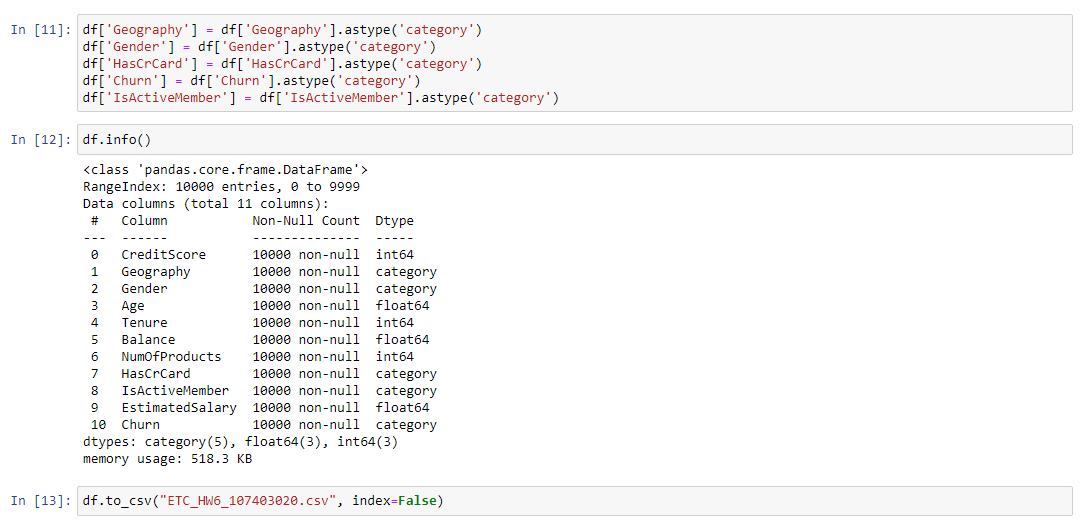 In [11]: df['Geography'] = df['Geography'].astype('category')
df['Gender'] = df['Gender'].astype('category')
df['HasCrCard'] = df['HasCrCard'].astype('category')
df['Churn'] = df['Churn'].astype('category')
df['IsActiveMember'] = df['IsActiveMember'].astype('category')
In [12]: df.info()
<class 'pandas.core.frame.DataFrame'>
RangeIndex: 10000 entries, 0 to 9999
Data columns (total 11 columns):
 #   Column           Non-Null Count  Dtype
---  ------           --------------  -----
 0   CreditScore      10000 non-null  int64
 1   Geography        10000 non-null  category
 2   Gender           10000 non-null  category
 3   Age              10000 non-null  float64
 4   Tenure           10000 non-null  int64
 5   Balance          10000 non-null  float64
 6   NumOfProducts    10000 non-null  int64
 7   HasCrCard        10000 non-null  category
 8   IsActiveMember   10000 non-null  category
 9   EstimatedSalary  10000 non-null  float64
 10  Churn            10000 non-null  category
dtypes: category(5), float64(3), int64(3)
memory usage: 518.3 KB
In [13]: df.to_csv("ETC_HW6_107403020.csv", index=False)